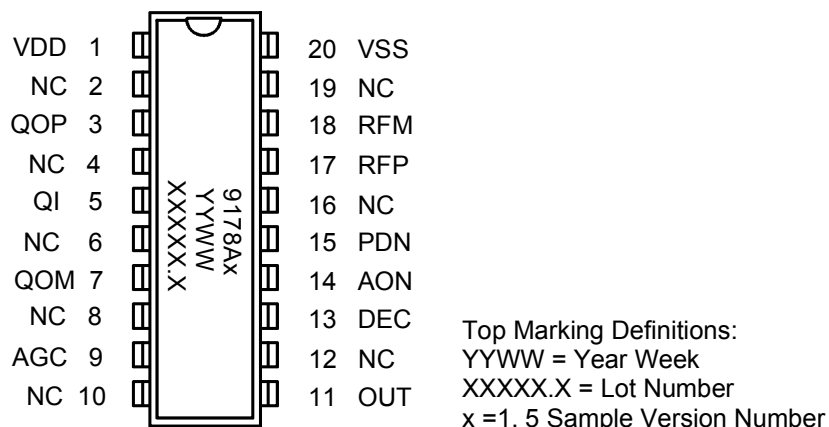 VDD 1 20 VSS
NC 2 19 NC
QOP 3 18 RFM
NC 4 17 RFP
QI 5 16 NC
NC 6 15 PDN
QOM 7 14 AON
NC 8 13 DEC
AGC 9 12 NC
NC 10 11 OUT
9178Ax
YYWW
XXXXX.X
Top Marking Definitions:
YYWW = Year Week
XXXXX.X = Lot Number
x =1, 5 Sample Version Number